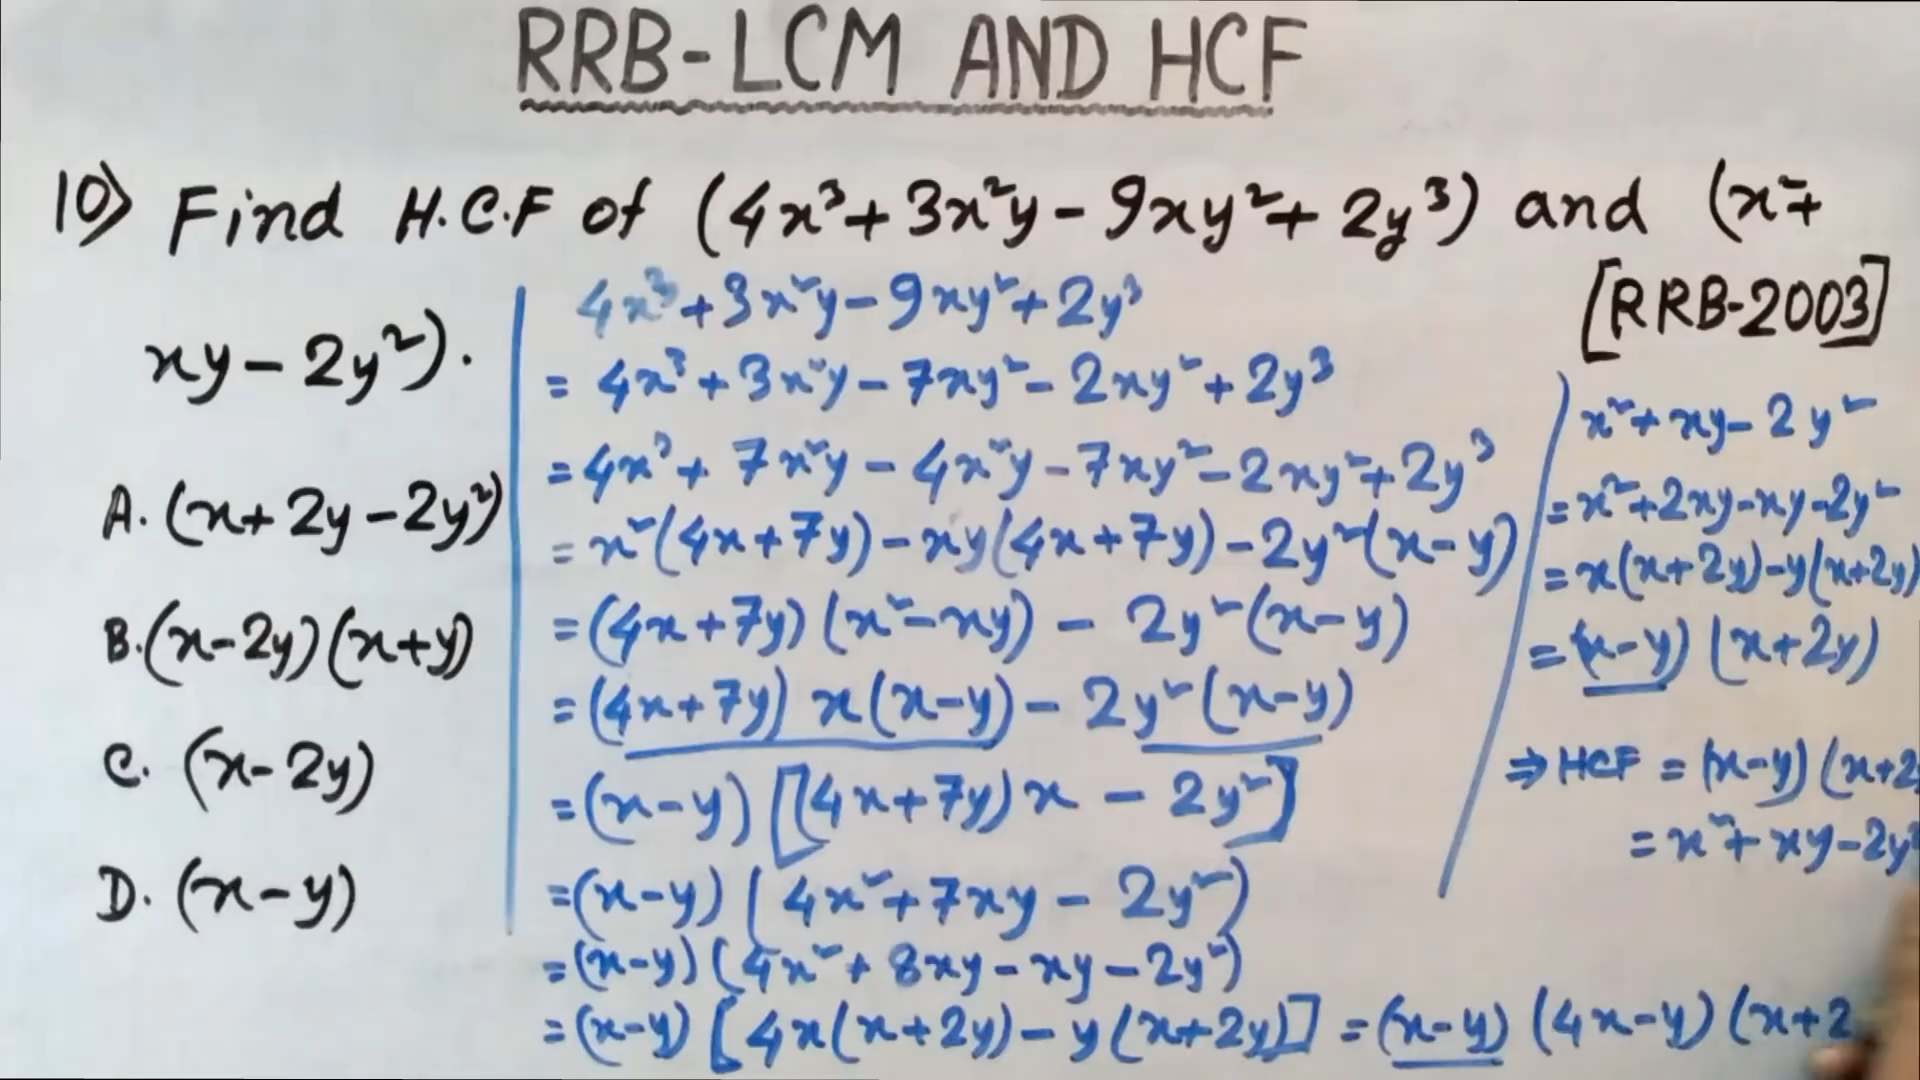 RRB-LCM AND HCF
10) Find H.C.F of (4x³+3x²y-9xy²+2y³) and (x²+
xy-2y²).
[RRB-2003]
A. (x+2y-2y²)
B. (x-2y)(x+y)
C. (x-2y)
D. (x-y)
4x³+3x²y-9xy²+2y³
= 4x³+3x²y-7xy²-2xy²+2y³
= 4x³+7x²y-4x²y-7xy²-2xy²+2y³
= x²(4x+7y)-xy(4x+7y)-2y²(x-y)
= (4x+7y)(x²-xy)-2y²(x-y)
= (4x+7y)x(x-y)-2y²(x-y)
= (x-y)[(4x+7y)x-2y²]
= (x-y)(4x²+7xy-2y²)
= (x-y)(4x²+8xy-xy-2y²)
= (x-y)[4x(x+2y)-y(x+2y)] = (x-y)(4x-y)(x+2
x²+xy-2y²
= x²+2xy-xy-2y²
= x(x+2y)-y(x+2y)
= (x-y)(x+2y)
⇒ HCF = (x-y)(x+2
= x²+xy-2y²